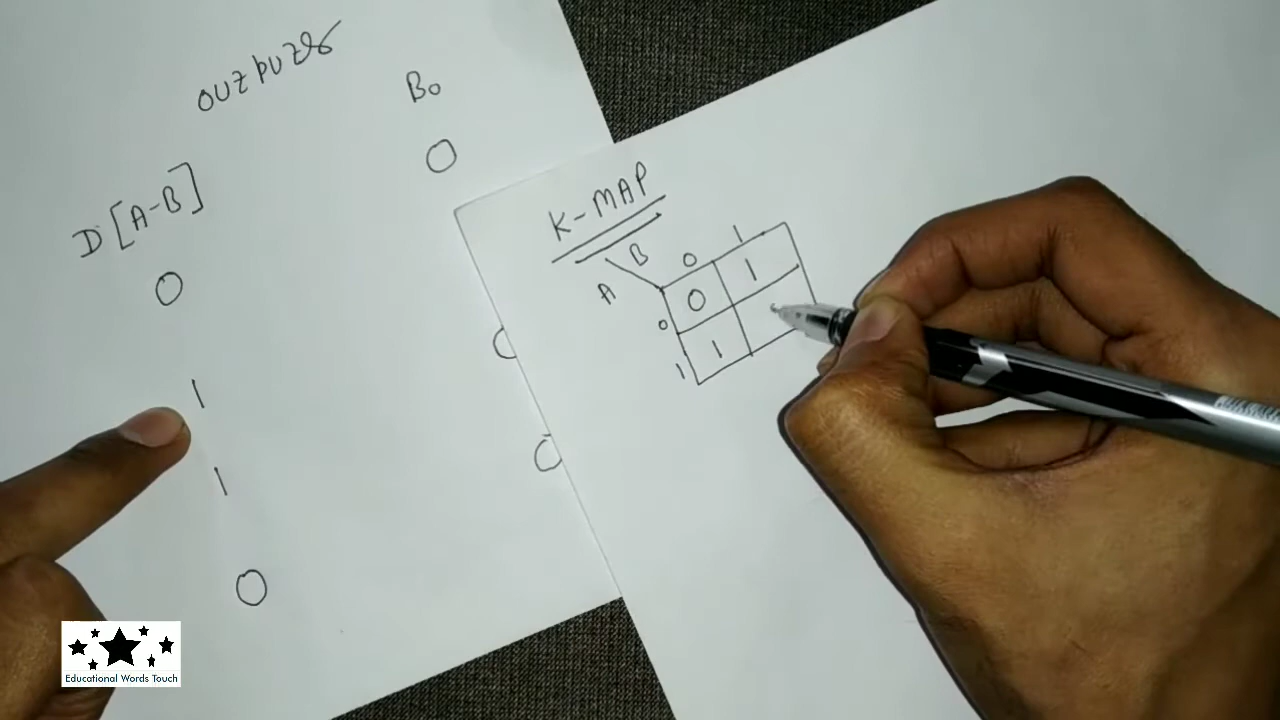 OUTPUTS
B₀
0
D[A-B]
0
1
1
0
K-MAP
B
A
0 1
0 0 1
1 1
Educational Words Touch